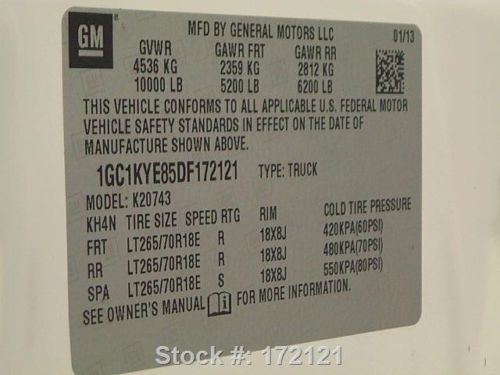 GM
MFD BY GENERAL MOTORS LLC 01/13
GVWR GAWR FRT GAWR RR
4536 KG 2359 KG 2812 KG
10000 LB 5200 LB 6200 LB
THIS VEHICLE CONFORMS TO ALL APPLICABLE U.S. FEDERAL MOTOR
VEHICLE SAFETY STANDARDS IN EFFECT ON THE DATE OF
MANUFACTURE SHOWN ABOVE.
1GC1KYE85DF172121 TYPE: TRUCK
MODEL: K20743
KH4N TIRE SIZE SPEED RTG RIM COLD TIRE PRESSURE
FRT LT265/70R18E R 18X8J 420KPA(60PSI)
RR LT265/70R18E R 18X8J 480KPA(70PSI)
SPA LT265/70R18E S 18X8J 550KPA(80PSI)
SEE OWNER'S MANUAL FOR MORE INFORMATION.
Stock #: 172121